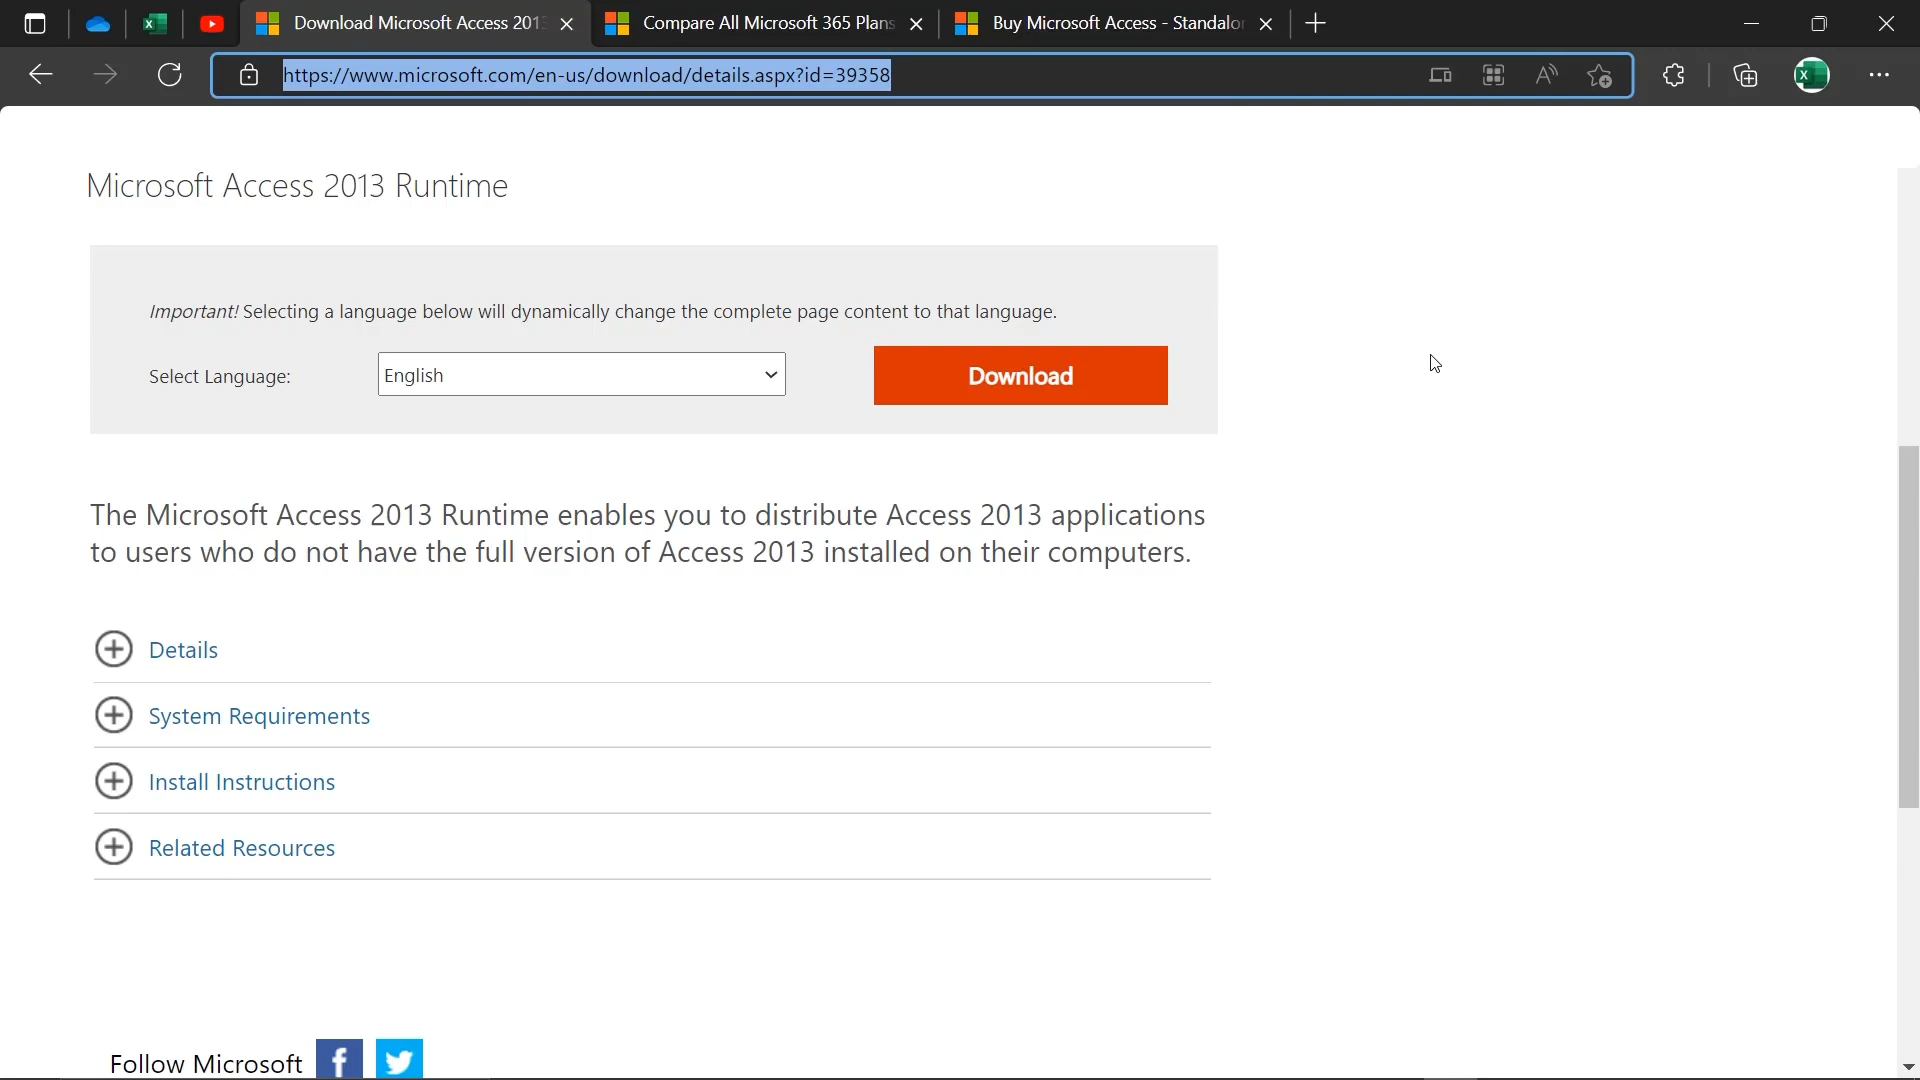 Download Microsoft Access 201
Compare All Microsoft 365 Plans
Buy Microsoft Access - Standalo
https://www.microsoft.com/en-us/download/details.aspx?id=39358
Microsoft Access 2013 Runtime
Important! Selecting a language below will dynamically change the complete page content to that language.
Select Language:
English
Download
The Microsoft Access 2013 Runtime enables you to distribute Access 2013 applications
to users who do not have the full version of Access 2013 installed on their computers.
Details
System Requirements
Install Instructions
Related Resources
Follow Microsoft